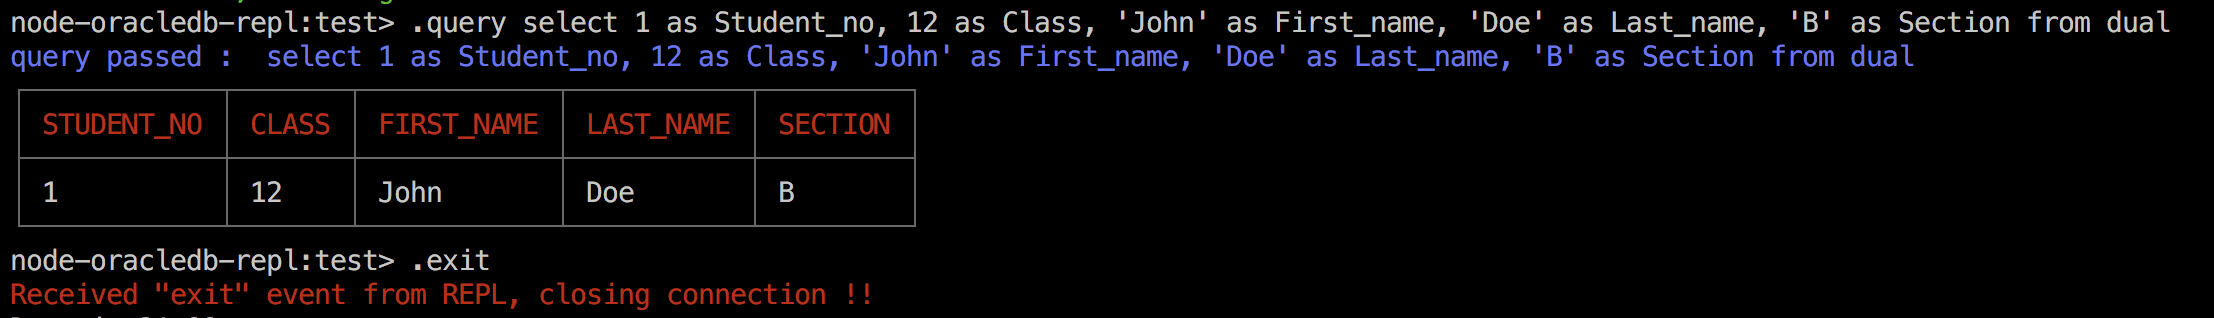 node-oracledb-repl:test> .query select 1 as Student_no, 12 as Class, 'John' as First_name, 'Doe' as Last_name, 'B' as Section from dual
query passed :  select 1 as Student_no, 12 as Class, 'John' as First_name, 'Doe' as Last_name, 'B' as Section from dual
STUDENT_NO CLASS FIRST_NAME LAST_NAME SECTION
1 12 John Doe B
node-oracledb-repl:test> .exit
Received "exit" event from REPL, closing connection !!